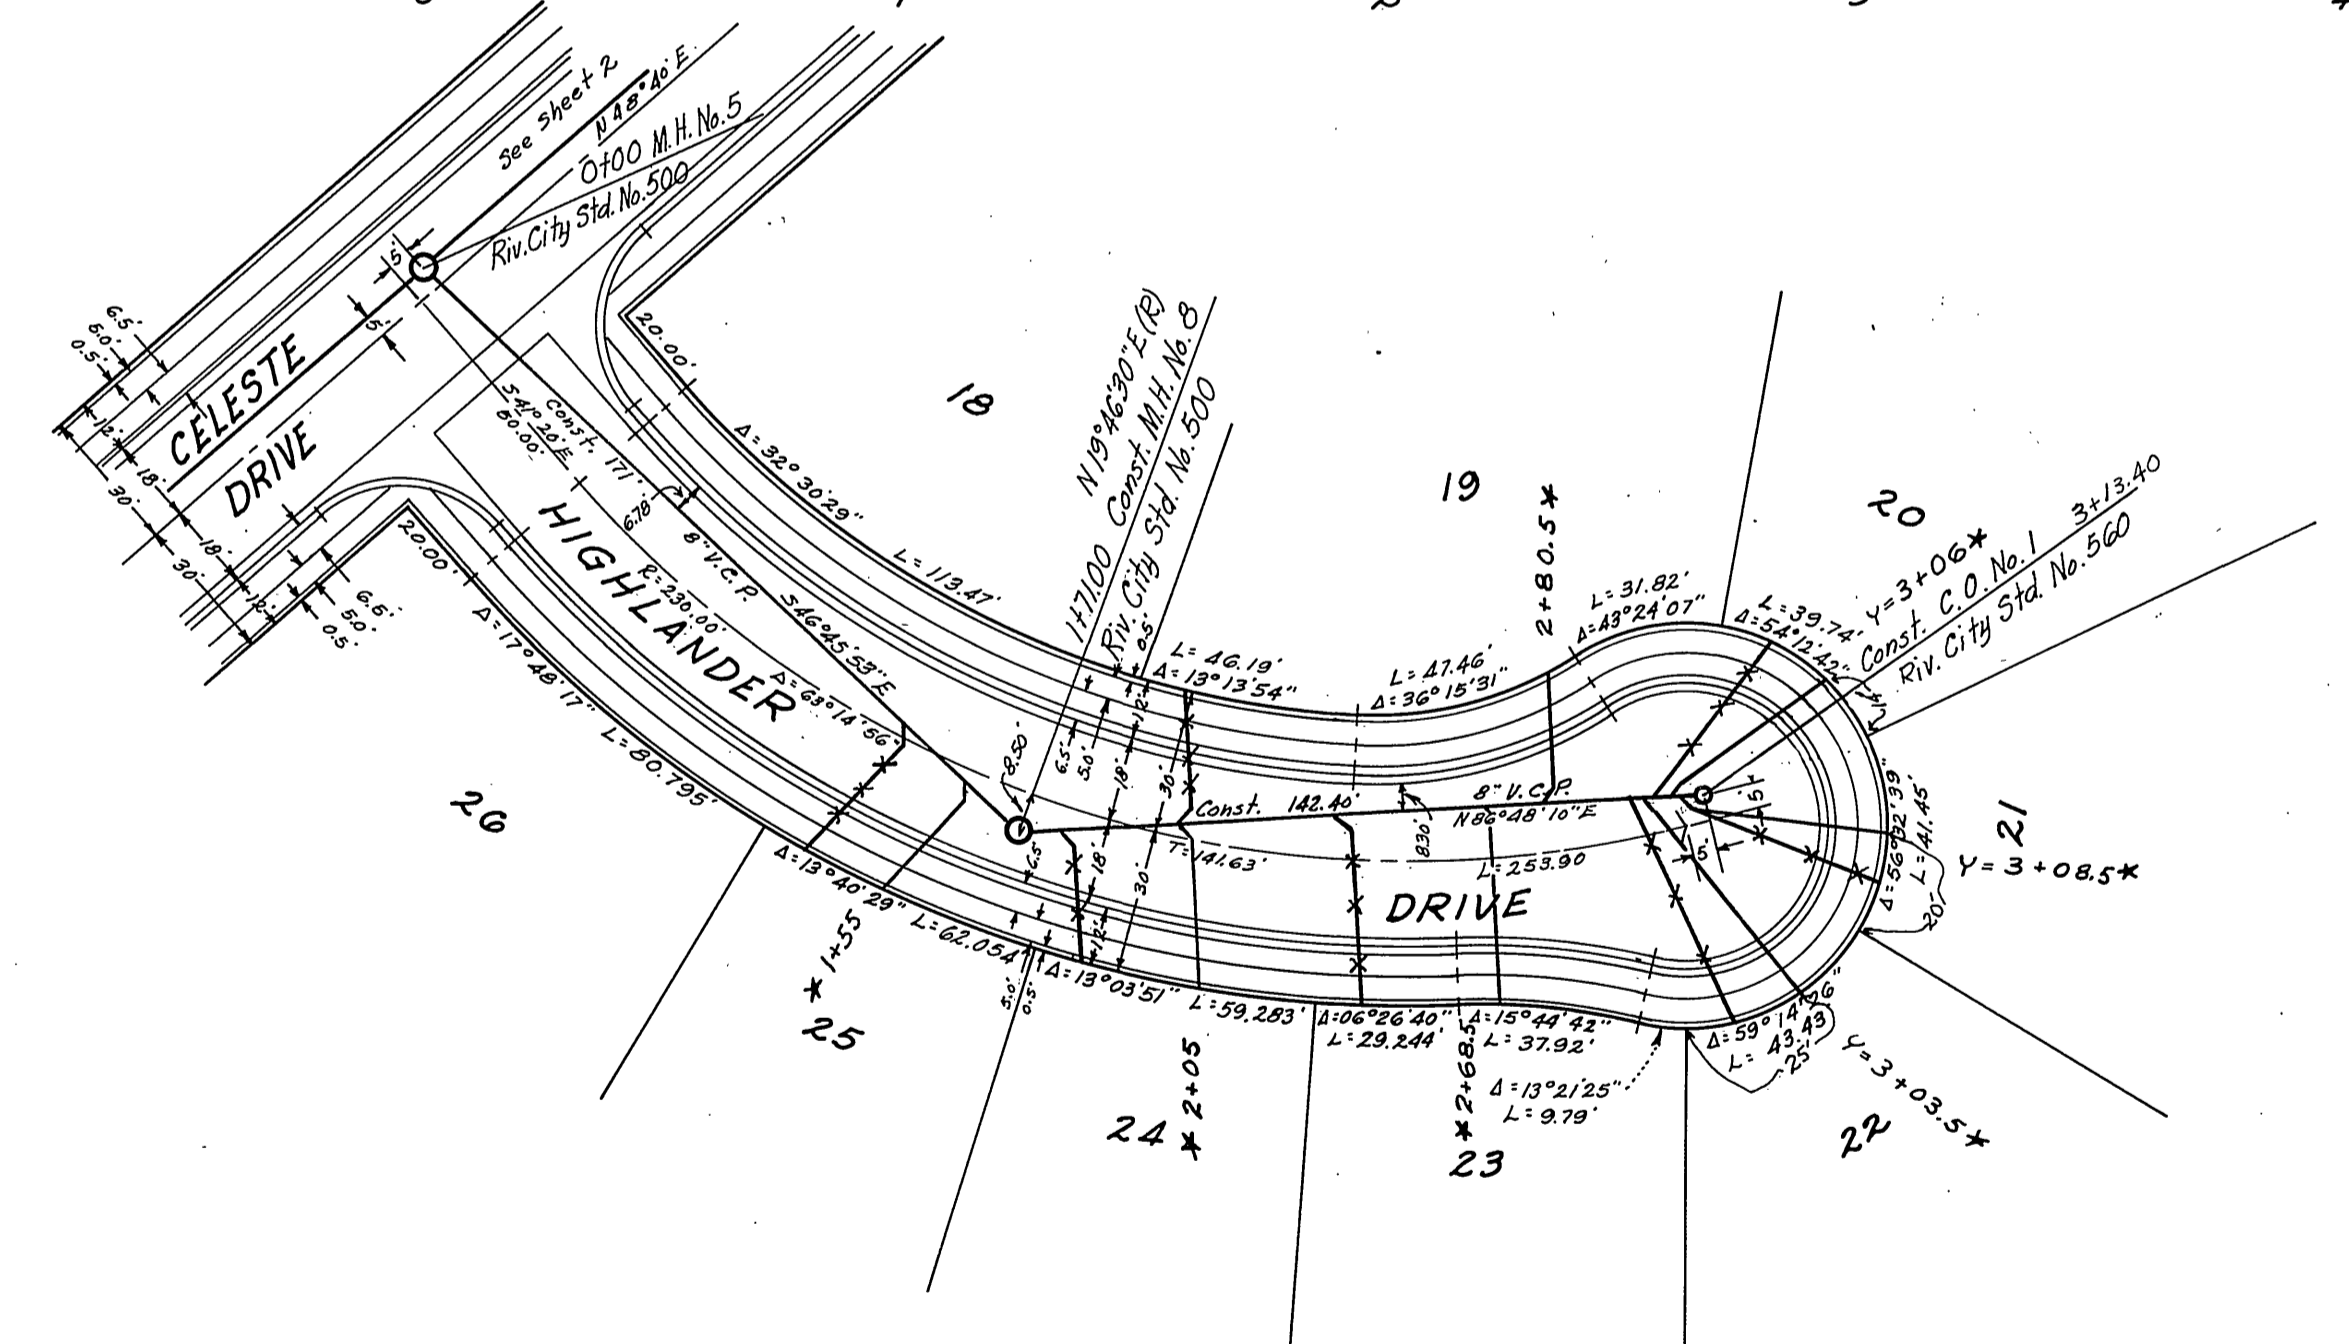 See Sheet 2
N 48° 40' E.
0+00 M.H. No. 5
Riv. City Std. No. 500
5'
5'
6.5'
5.0'
0.5'
12'
18'
30'
18'
30'
12'
6.5'
5.0'
0.5'
CELESTE
DRIVE
20.00'
20.00'
S 41° 20' E
50.00'
Const. 171'
6.78'
8" V.C.P. S 46° 45' 53" E
HIGHLANDER
R=230.00'
Δ=63°14'56"
Δ=32°30'29"
L=113.47'
Δ=17°48'17"
L=80.795'
18
N 19° 46' 30" E (R)
1+71.00 Const. M.H. No. 8
Riv. City Std. No. 500
0.5'
L=46.19'
Δ=13°13'54"
L=47.46'
Δ=36°15'31"
19
2+80.5*
L=31.82'
Δ=43°24'07"
L=39.74'
Δ=54°12'42"
20
Y=3+06*
Const. C.O. No. 1 3+13.40
Riv. City Std. No. 560
8.50'
6.5'
5.0'
12'
18'
30'
Const. 142.40'
8" V.C.P.
N 86° 48' 10" E
8.30'
T=141.63'
L=253.90
DRIVE
6.5'
18'
30'
12'
5'
5'
Δ=56°32'39"
L=41.45'
21
Y=3+08.5*
20'
26
Δ=13°40'29"
L=62.054'
*1+55
25
5.0'
0.5'
Δ=13°03'51"
L=59.283'
24
*2+05
Δ=06°26'40"
L=29.244'
*2+68.5
23
Δ=15°44'42"
L=37.92'
Δ=13°21'25"
L=9.79'
Δ=59°14'26"
L=43.43'
25'
Y=3+03.5*
22